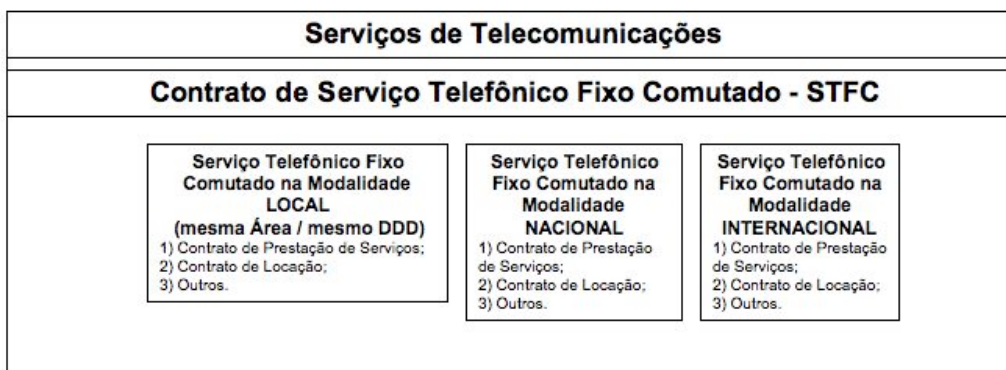 Serviços de Telecomunicações
Contrato de Serviço Telefônico Fixo Comutado - STFC
Serviço Telefônico Fixo
Comutado na Modalidade
LOCAL
(mesma Área / mesmo DDD)
1) Contrato de Prestação de Serviços;
2) Contrato de Locação;
3) Outros.
Serviço Telefônico
Fixo Comutado na
Modalidade
NACIONAL
1) Contrato de Prestação
de Serviços;
2) Contrato de Locação;
3) Outros.
Serviço Telefônico
Fixo Comutado na
Modalidade
INTERNACIONAL
1) Contrato de Prestação
de Serviços;
2) Contrato de Locação;
3) Outros.